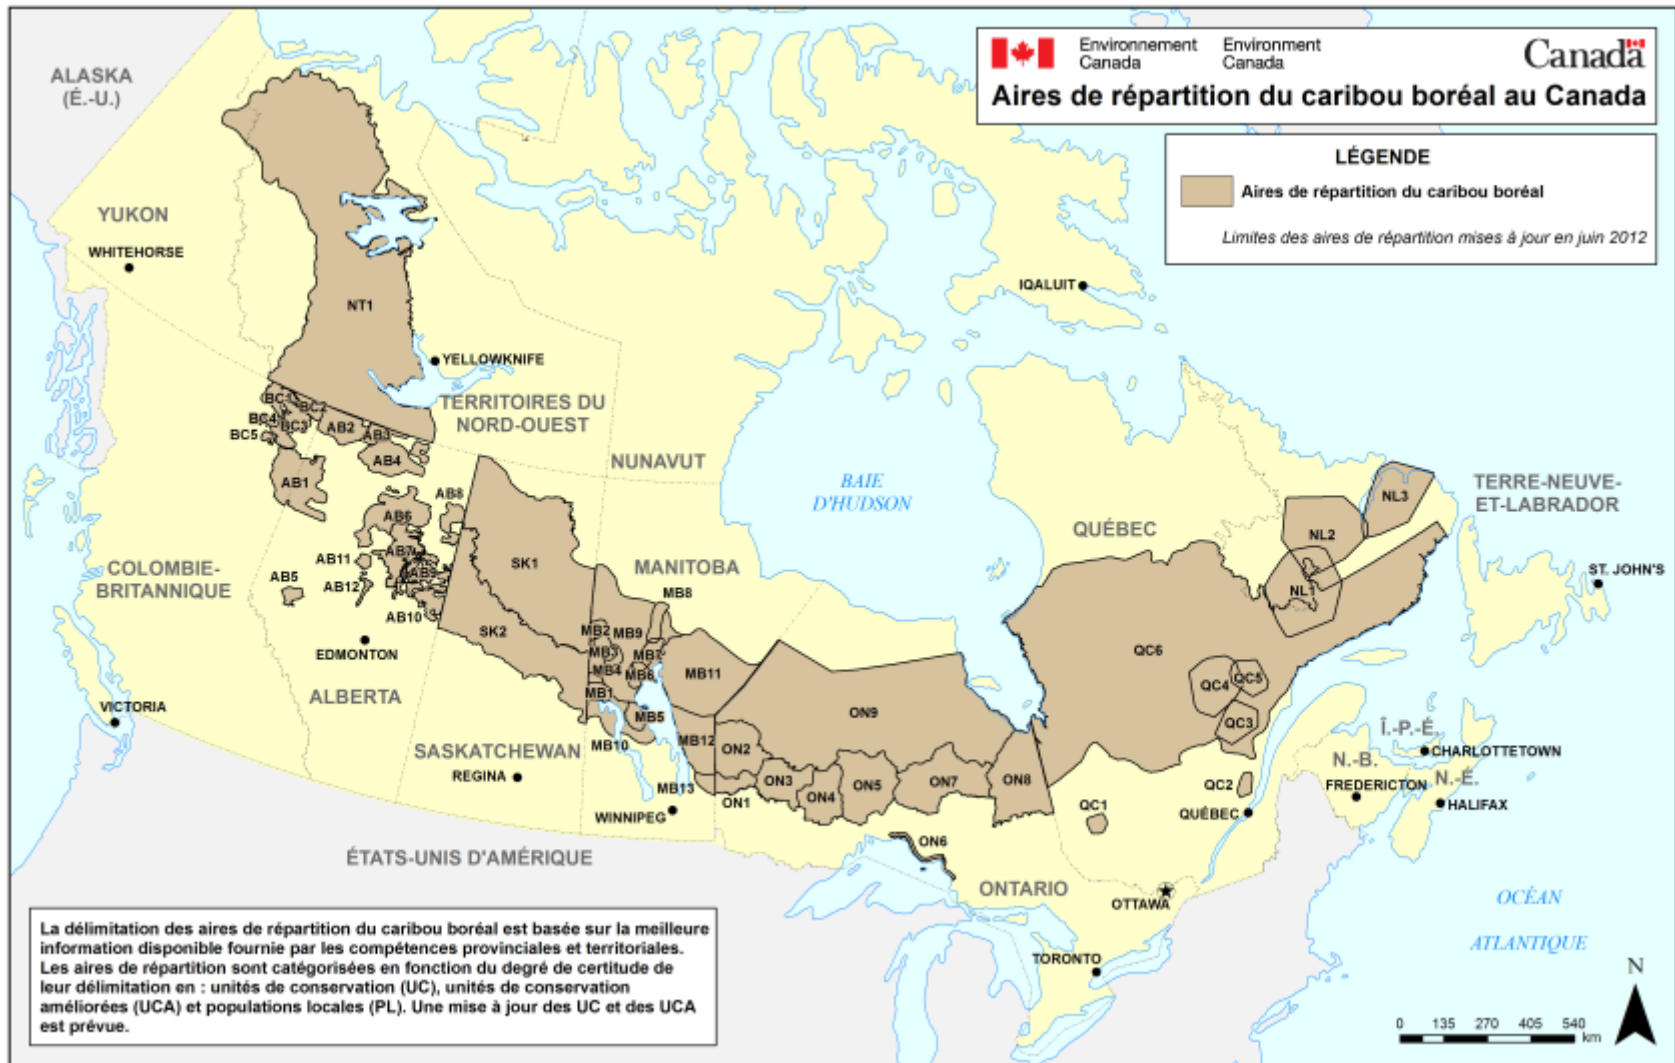 Environnement Canada
Environment Canada
Canada
Aires de répartition du caribou boréal au Canada
LÉGENDE
Aires de répartition du caribou boréal
Limites des aires de répartition mises à jour en juin 2012
ALASKA
(É.-U.)
YUKON
WHITEHORSE
IQALUIT
NT1
YELLOWKNIFE
TERRITOIRES DU
NORD-OUEST
NUNAVUT
BC1
BC2
BC4
BC3
BC5
AB2
AB3
AB4
AB1
AB8
AB6
AB7
AB11
AB9
AB5
AB12
AB10
COLOMBIE-
BRITANNIQUE
EDMONTON
ALBERTA
VICTORIA
SK1
SK2
SASKATCHEWAN
REGINA
MANITOBA
MB8
MB2
MB9
MB3
MB7
MB4
MB6
MB1
MB11
MB5
MB10
MB12
MB13
WINNIPEG
BAIE
D'HUDSON
ON9
ON2
ON3
ON4
ON5
ON7
ON8
ON1
ON6
ONTARIO
OTTAWA
TORONTO
QUÉBEC
NL3
NL2
NL1
TERRE-NEUVE-
ET-LABRADOR
ST. JOHN'S
QC6
QC4
QC5
QC3
QC2
QC1
QUÉBEC
Î.-P.-É.
CHARLOTTETOWN
N.-B.
N.-É.
FREDERICTON
HALIFAX
ÉTATS-UNIS D'AMÉRIQUE
OCÉAN
ATLANTIQUE
La délimitation des aires de répartition du caribou boréal est basée sur la meilleure
information disponible fournie par les compétences provinciales et territoriales.
Les aires de répartition sont catégorisées en fonction du degré de certitude de
leur délimitation en : unités de conservation (UC), unités de conservation
améliorées (UCA) et populations locales (PL). Une mise à jour des UC et des UCA
est prévue.
N
0 135 270 405 540
km